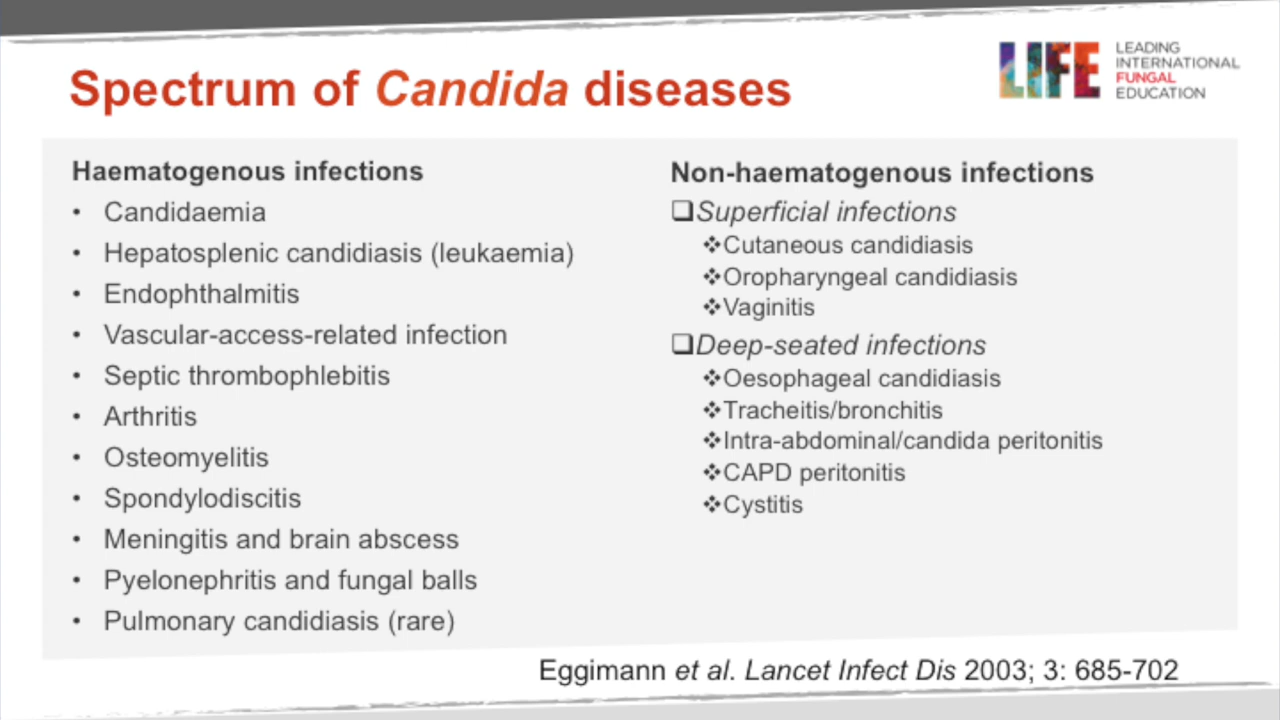 Spectrum of Candida diseases
LIFE
LEADING
INTERNATIONAL
FUNGAL
EDUCATION
Haematogenous infections
• Candidaemia
• Hepatosplenic candidiasis (leukaemia)
• Endophthalmitis
• Vascular-access-related infection
• Septic thrombophlebitis
• Arthritis
• Osteomyelitis
• Spondylodiscitis
• Meningitis and brain abscess
• Pyelonephritis and fungal balls
• Pulmonary candidiasis (rare)
Non-haematogenous infections
❑Superficial infections
❖Cutaneous candidiasis
❖Oropharyngeal candidiasis
❖Vaginitis
❑Deep-seated infections
❖Oesophageal candidiasis
❖Tracheitis/bronchitis
❖Intra-abdominal/candida peritonitis
❖CAPD peritonitis
❖Cystitis
Eggimann et al. Lancet Infect Dis 2003; 3: 685-702